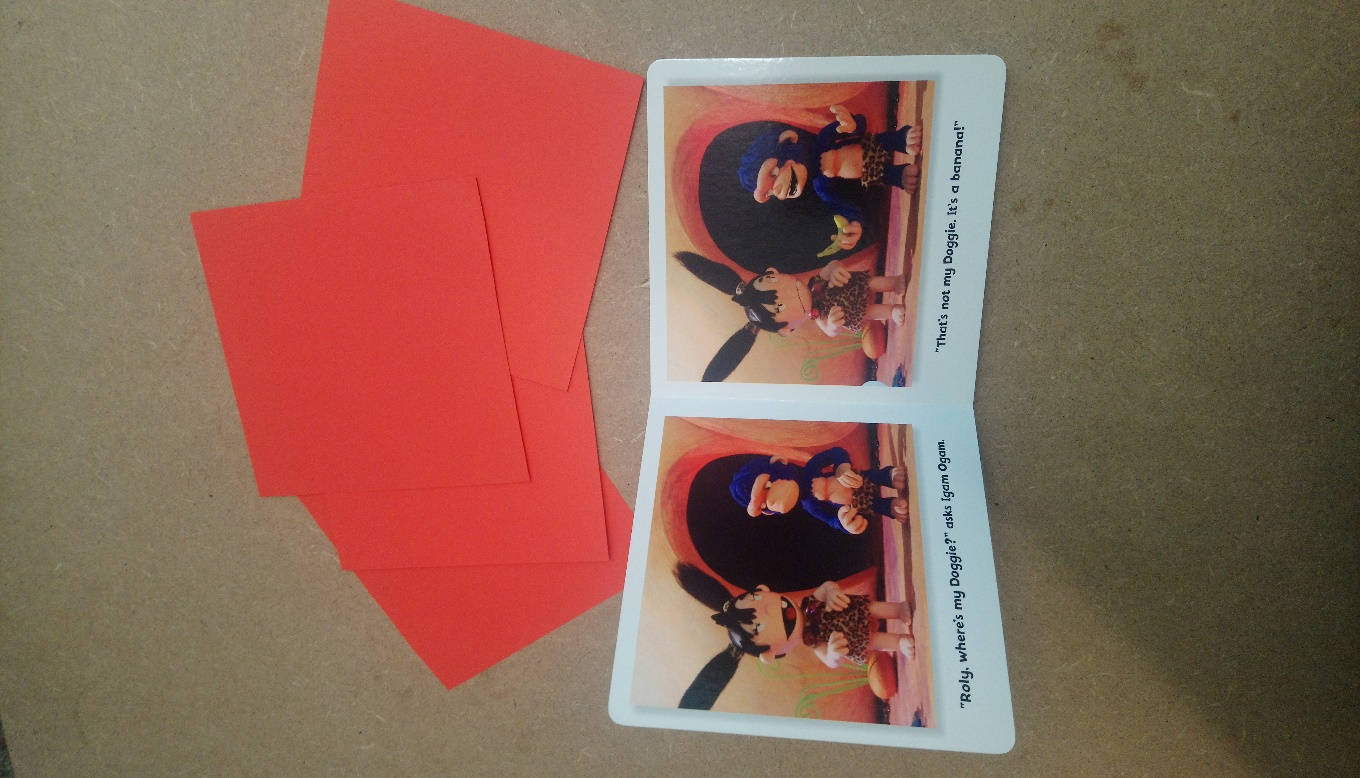 "Roly, where's my Doggie?" asks Igam Ogam.
"That's not my Doggie. It's a banana!"